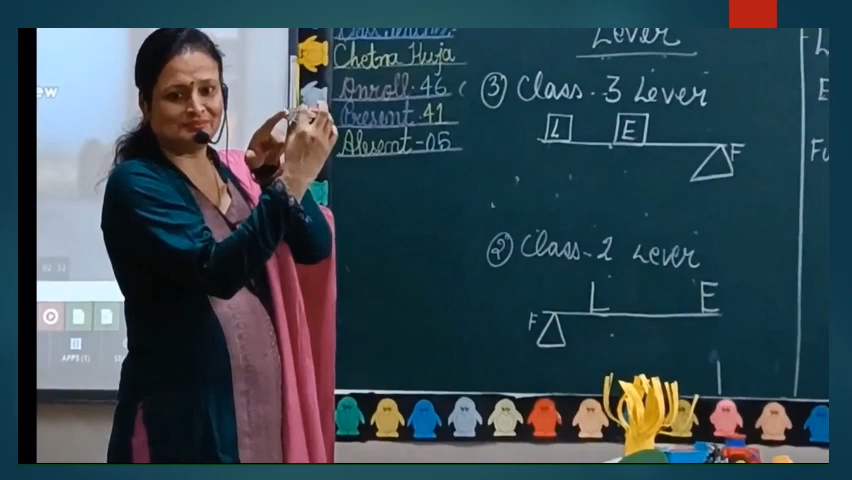 ew
Chetna Huja
Enroll. 46
Present. 41
Absent - 05
Lever
③ Class. 3 Lever
L E
F
② Class-2 Lever
L E
F
APPS (1)